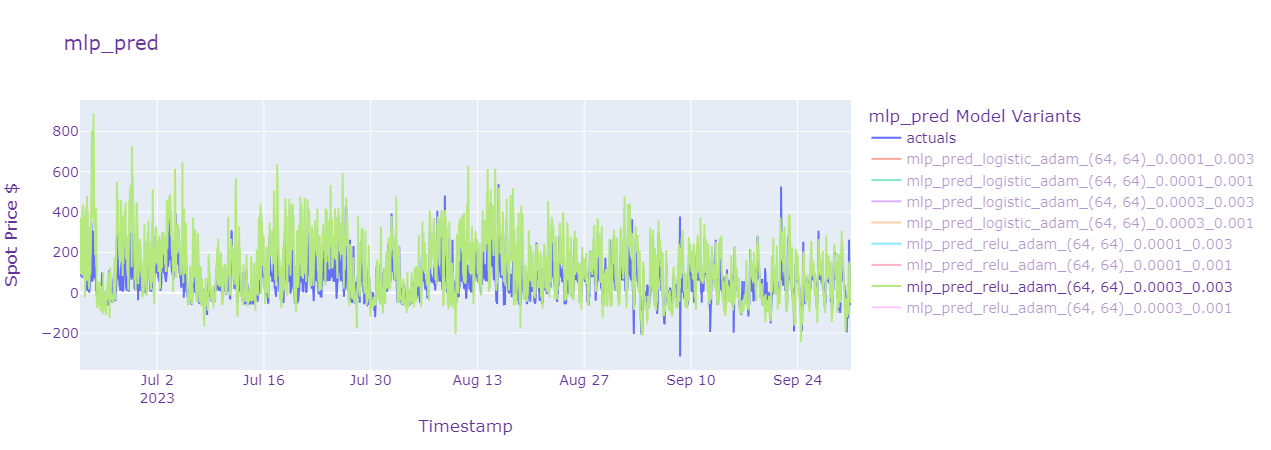 mlp_pred
Spot Price $
800
600
400
200
0
−200
Jul 2
2023
Jul 16
Jul 30
Aug 13
Aug 27
Sep 10
Sep 24
Timestamp
mlp_pred Model Variants
actuals
mlp_pred_logistic_adam_(64, 64)_0.0001_0.003
mlp_pred_logistic_adam_(64, 64)_0.0001_0.001
mlp_pred_logistic_adam_(64, 64)_0.0003_0.003
mlp_pred_logistic_adam_(64, 64)_0.0003_0.001
mlp_pred_relu_adam_(64, 64)_0.0001_0.003
mlp_pred_relu_adam_(64, 64)_0.0001_0.001
mlp_pred_relu_adam_(64, 64)_0.0003_0.003
mlp_pred_relu_adam_(64, 64)_0.0003_0.001